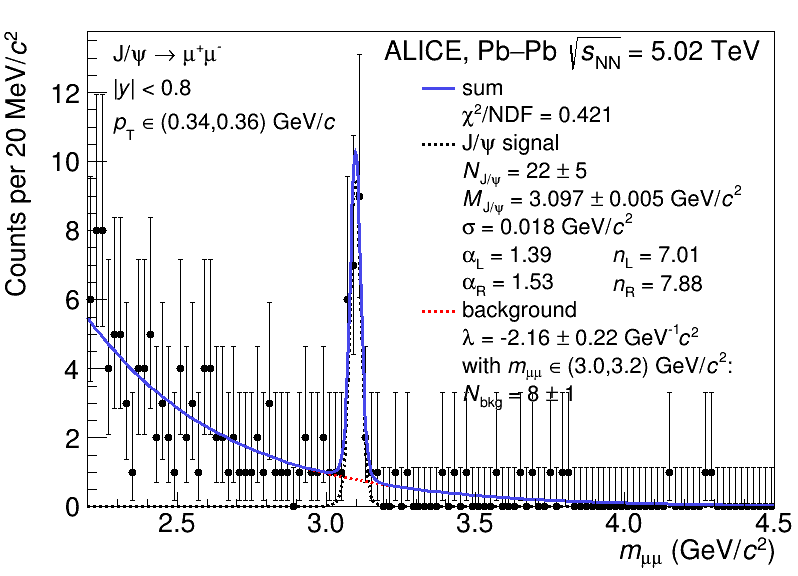 J/ψ → μ⁺μ⁻
|y| < 0.8
p_T ∈ (0.34,0.36) GeV/c
ALICE, Pb–Pb √s_NN = 5.02 TeV
sum
χ²/NDF = 0.421
J/ψ signal
N_J/ψ = 22 ± 5
M_J/ψ = 3.097 ± 0.005 GeV/c²
σ = 0.018 GeV/c²
α_L = 1.39 n_L = 7.01
α_R = 1.53 n_R = 7.88
background
λ = -2.16 ± 0.22 GeV⁻¹c²
with m_μμ ∈ (3.0,3.2) GeV/c²:
N_bkg = 8 ± 1
Counts per 20 MeV/c²
12
10
8
6
4
2
0
2.5 3.0 3.5 4.0 4.5
m_μμ (GeV/c²)